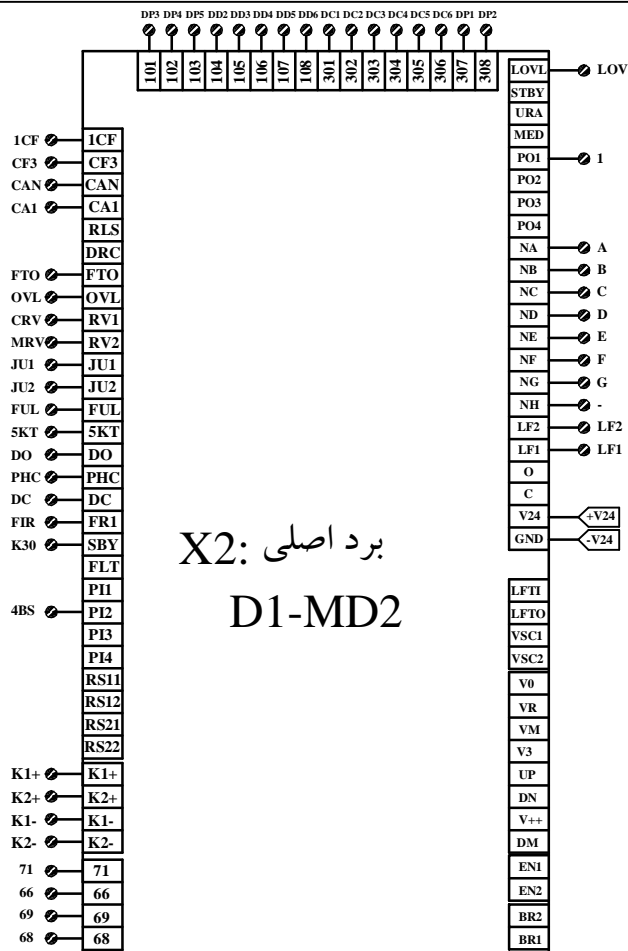 DP3 DP4 DP5 DD2 DD3 DD4 DD5 DD6 DC1 DC2 DC3 DC4 DC5 DC6 DP1 DP2
101 102 103 104 105 106 107 108 301 302 303 304 305 306 307 308
1CF 1CF
CF3 CF3
CAN CAN
CA1 CA1
RLS
DRC
FTO FTO
OVL OVL
CRV RV1
MRV RV2
JU1 JU1
JU2 JU2
FUL FUL
5KT 5KT
DO DO
PHC PHC
DC DC
FIR FR1
K30 SBY
FLT
PI1
4BS PI2
PI3
PI4
RS11
RS12
RS21
RS22
K1+ K1+
K2+ K2+
K1- K1-
K2- K2-
71 71
66 66
69 69
68 68
برد اصلی X2:
D1-MD2
LOVL LOV
STBY
URA
MED
PO1 1
PO2
PO3
PO4
NA A
NB B
NC C
ND D
NE E
NF F
NG G
NH -
LF2 LF2
LF1 LF1
O
C
V24 +V24
GND -V24
LFTI
LFTO
VSC1
VSC2
V0
VR
VM
V3
UP
DN
V++
DM
EN1
EN2
BR2
BR1